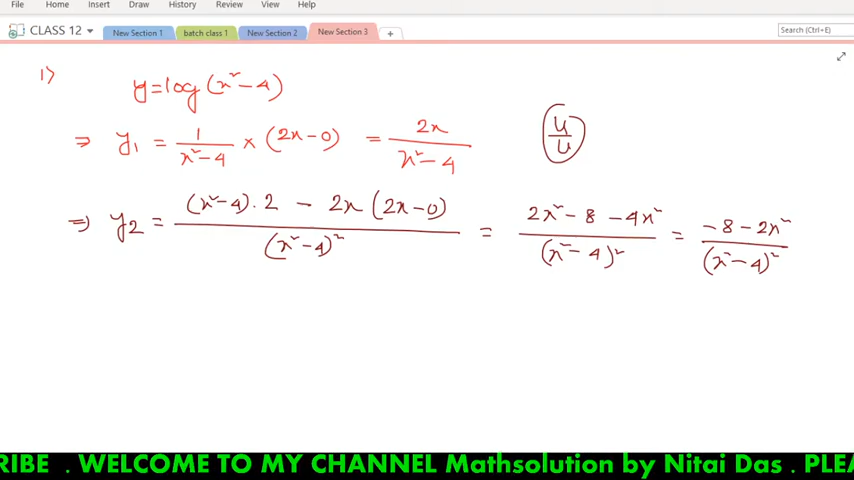 File Home Insert Draw History Review View Help
CLASS 12 New Section 1 batch class 1 New Section 2 New Section 3 + Search (Ctrl+E)
1)
y = log (x² - 4)
⇒ y₁ = 1/(x² - 4) × (2x - 0) = 2x/(x² - 4)
u/v
⇒ y₂ = ((x² - 4) · 2 - 2x (2x - 0))/(x² - 4)² = (2x² - 8 - 4x²)/(x² - 4)² = (-8 - 2x²)/(x² - 4)²
RIBE . WELCOME TO MY CHANNEL Mathsolution by Nitai Das . PLEA